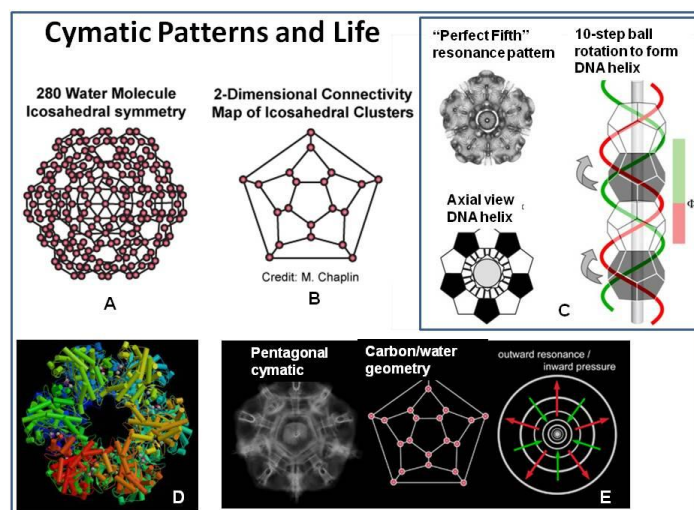 Cymatic Patterns and Life
280 Water Molecule
Icosahedral symmetry
2-Dimensional Connectivity
Map of Icosahedral Clusters
Credit: M. Chaplin
A
B
“Perfect Fifth”
resonance pattern
10-step ball
rotation to form
DNA helix
Axial view
DNA helix
Φ
C
D
Pentagonal
cymatic
Carbon/water
geometry
outward resonance /
inward pressure
E